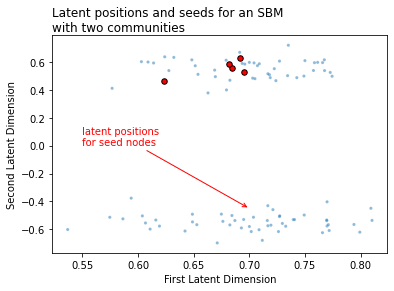 Latent positions and seeds for an SBM
with two communities
Second Latent Dimension
0.6
0.4
0.2
0.0
−0.2
−0.4
−0.6
latent positions
for seed nodes
0.55
0.60
0.65
0.70
0.75
0.80
First Latent Dimension